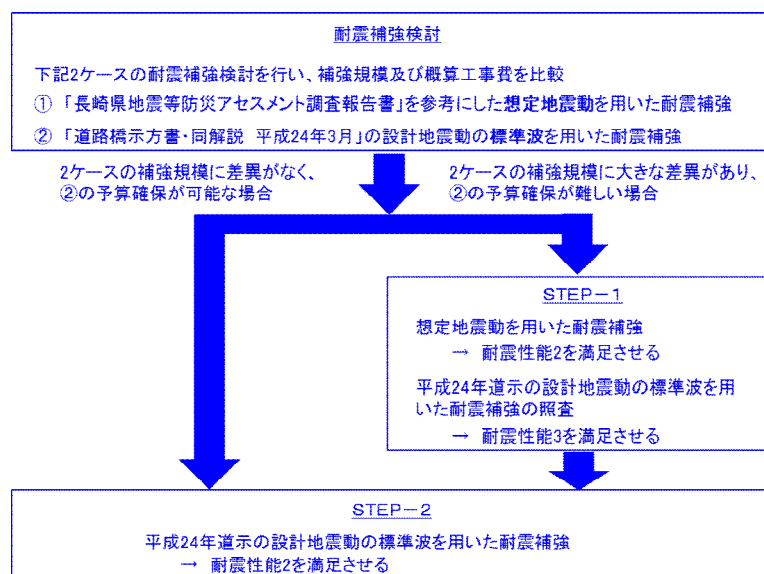 耐震補強検討
下記2ケースの耐震補強検討を行い、補強規模及び概算工事費を比較
① 「長崎県地震等防災アセスメント調査報告書」を参考にした想定地震動を用いた耐震補強
② 「道路橋示方書・同解説 平成24年3月」の設計地震動の標準波を用いた耐震補強
2ケースの補強規模に差異がなく、
②の予算確保が可能な場合
2ケースの補強規模に大きな差異があり、
②の予算確保が難しい場合
STEP－1
想定地震動を用いた耐震補強
→ 耐震性能2を満足させる
平成24年道示の設計地震動の標準波を用
いた耐震補強の照査
→ 耐震性能3を満足させる
STEP－2
平成24年道示の設計地震動の標準波を用いた耐震補強
→ 耐震性能2を満足させる